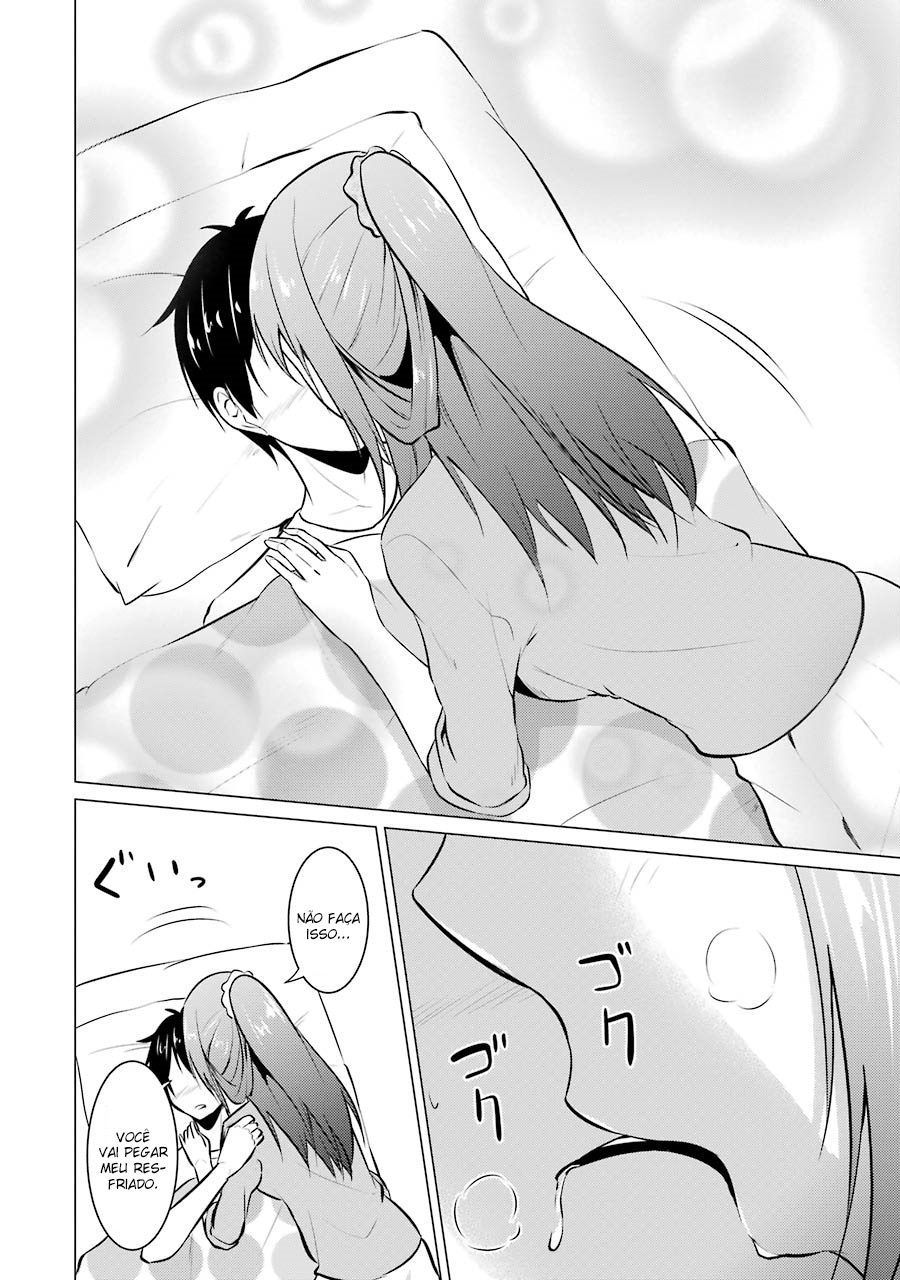 ゴク
ゴク
ぐいっ
NÃO FAÇA
ISSO...
VOCÊ
VAI PEGAR
MEU RES-
FRIADO.